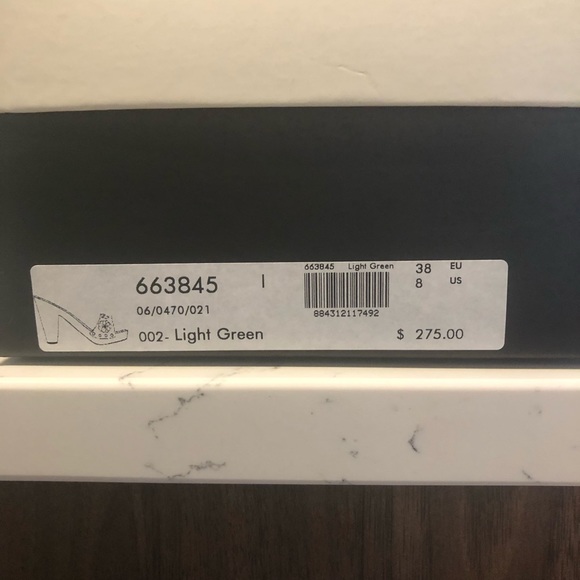 663845 I
06/0470/021
002- Light Green
663845 Light Green
884312117492
38 EU
8 US
$ 275.00